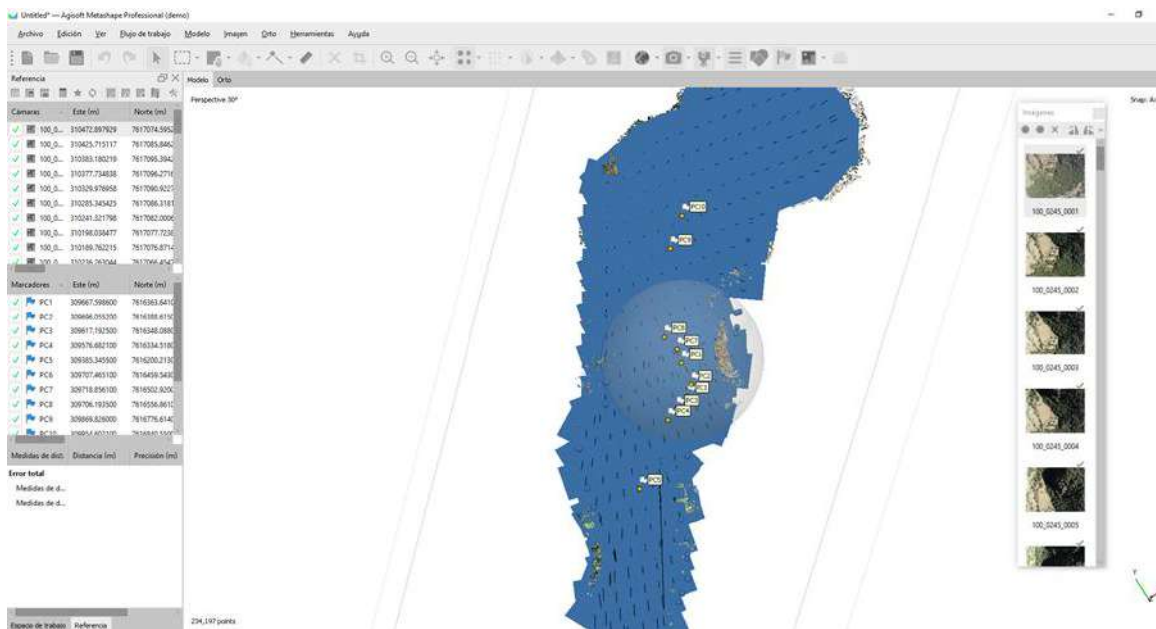 Untitled* — Agisoft Metashape Professional (demo)
Archivo Edición Ver Flujo de trabajo Modelo Imagen Orto Herramientas Ayuda
Referencia
Modelo Orto
Perspective 30°
Snap: A
Cámaras Este (m) Norte (m)
100_0... 310472.897929 7617074.5952
100_0... 310425.715117 7617085.8462
100_0... 310383.180219 7617095.3942
100_0... 310377.734838 7617096.2716
100_0... 310329.976958 7617090.9227
100_0... 310285.345425 7617086.3181
100_0... 310241.321798 7617082.0006
100_0... 310198.038477 7617077.7238
100_0... 310189.762215 7617076.8714
100_0...
Marcadores Este (m) Norte (m)
PC1 309667.598600 7616363.6410
PC2 309696.055200 7616388.6150
PC3 309617.192500 7616348.0880
PC4 309576.682100 7616334.5180
PC5 309385.345500 7616200.2130
PC6 309707.465100 7616459.5430
PC7 309718.856100 7616502.9200
PC8 309706.193500 7616556.8610
PC9 309869.826000 7616776.6140
PC10
Medidas de dist. Distancia (m) Precisión (m)
Error total
Medidas de d...
Medidas de d...
Espacio de trabajo Referencia
PC10
PC9
PC3
PC4
234,197 points
Imágenes
100_0245_0001
100_0245_0002
100_0245_0003
100_0245_0004
100_0245_0005
Y